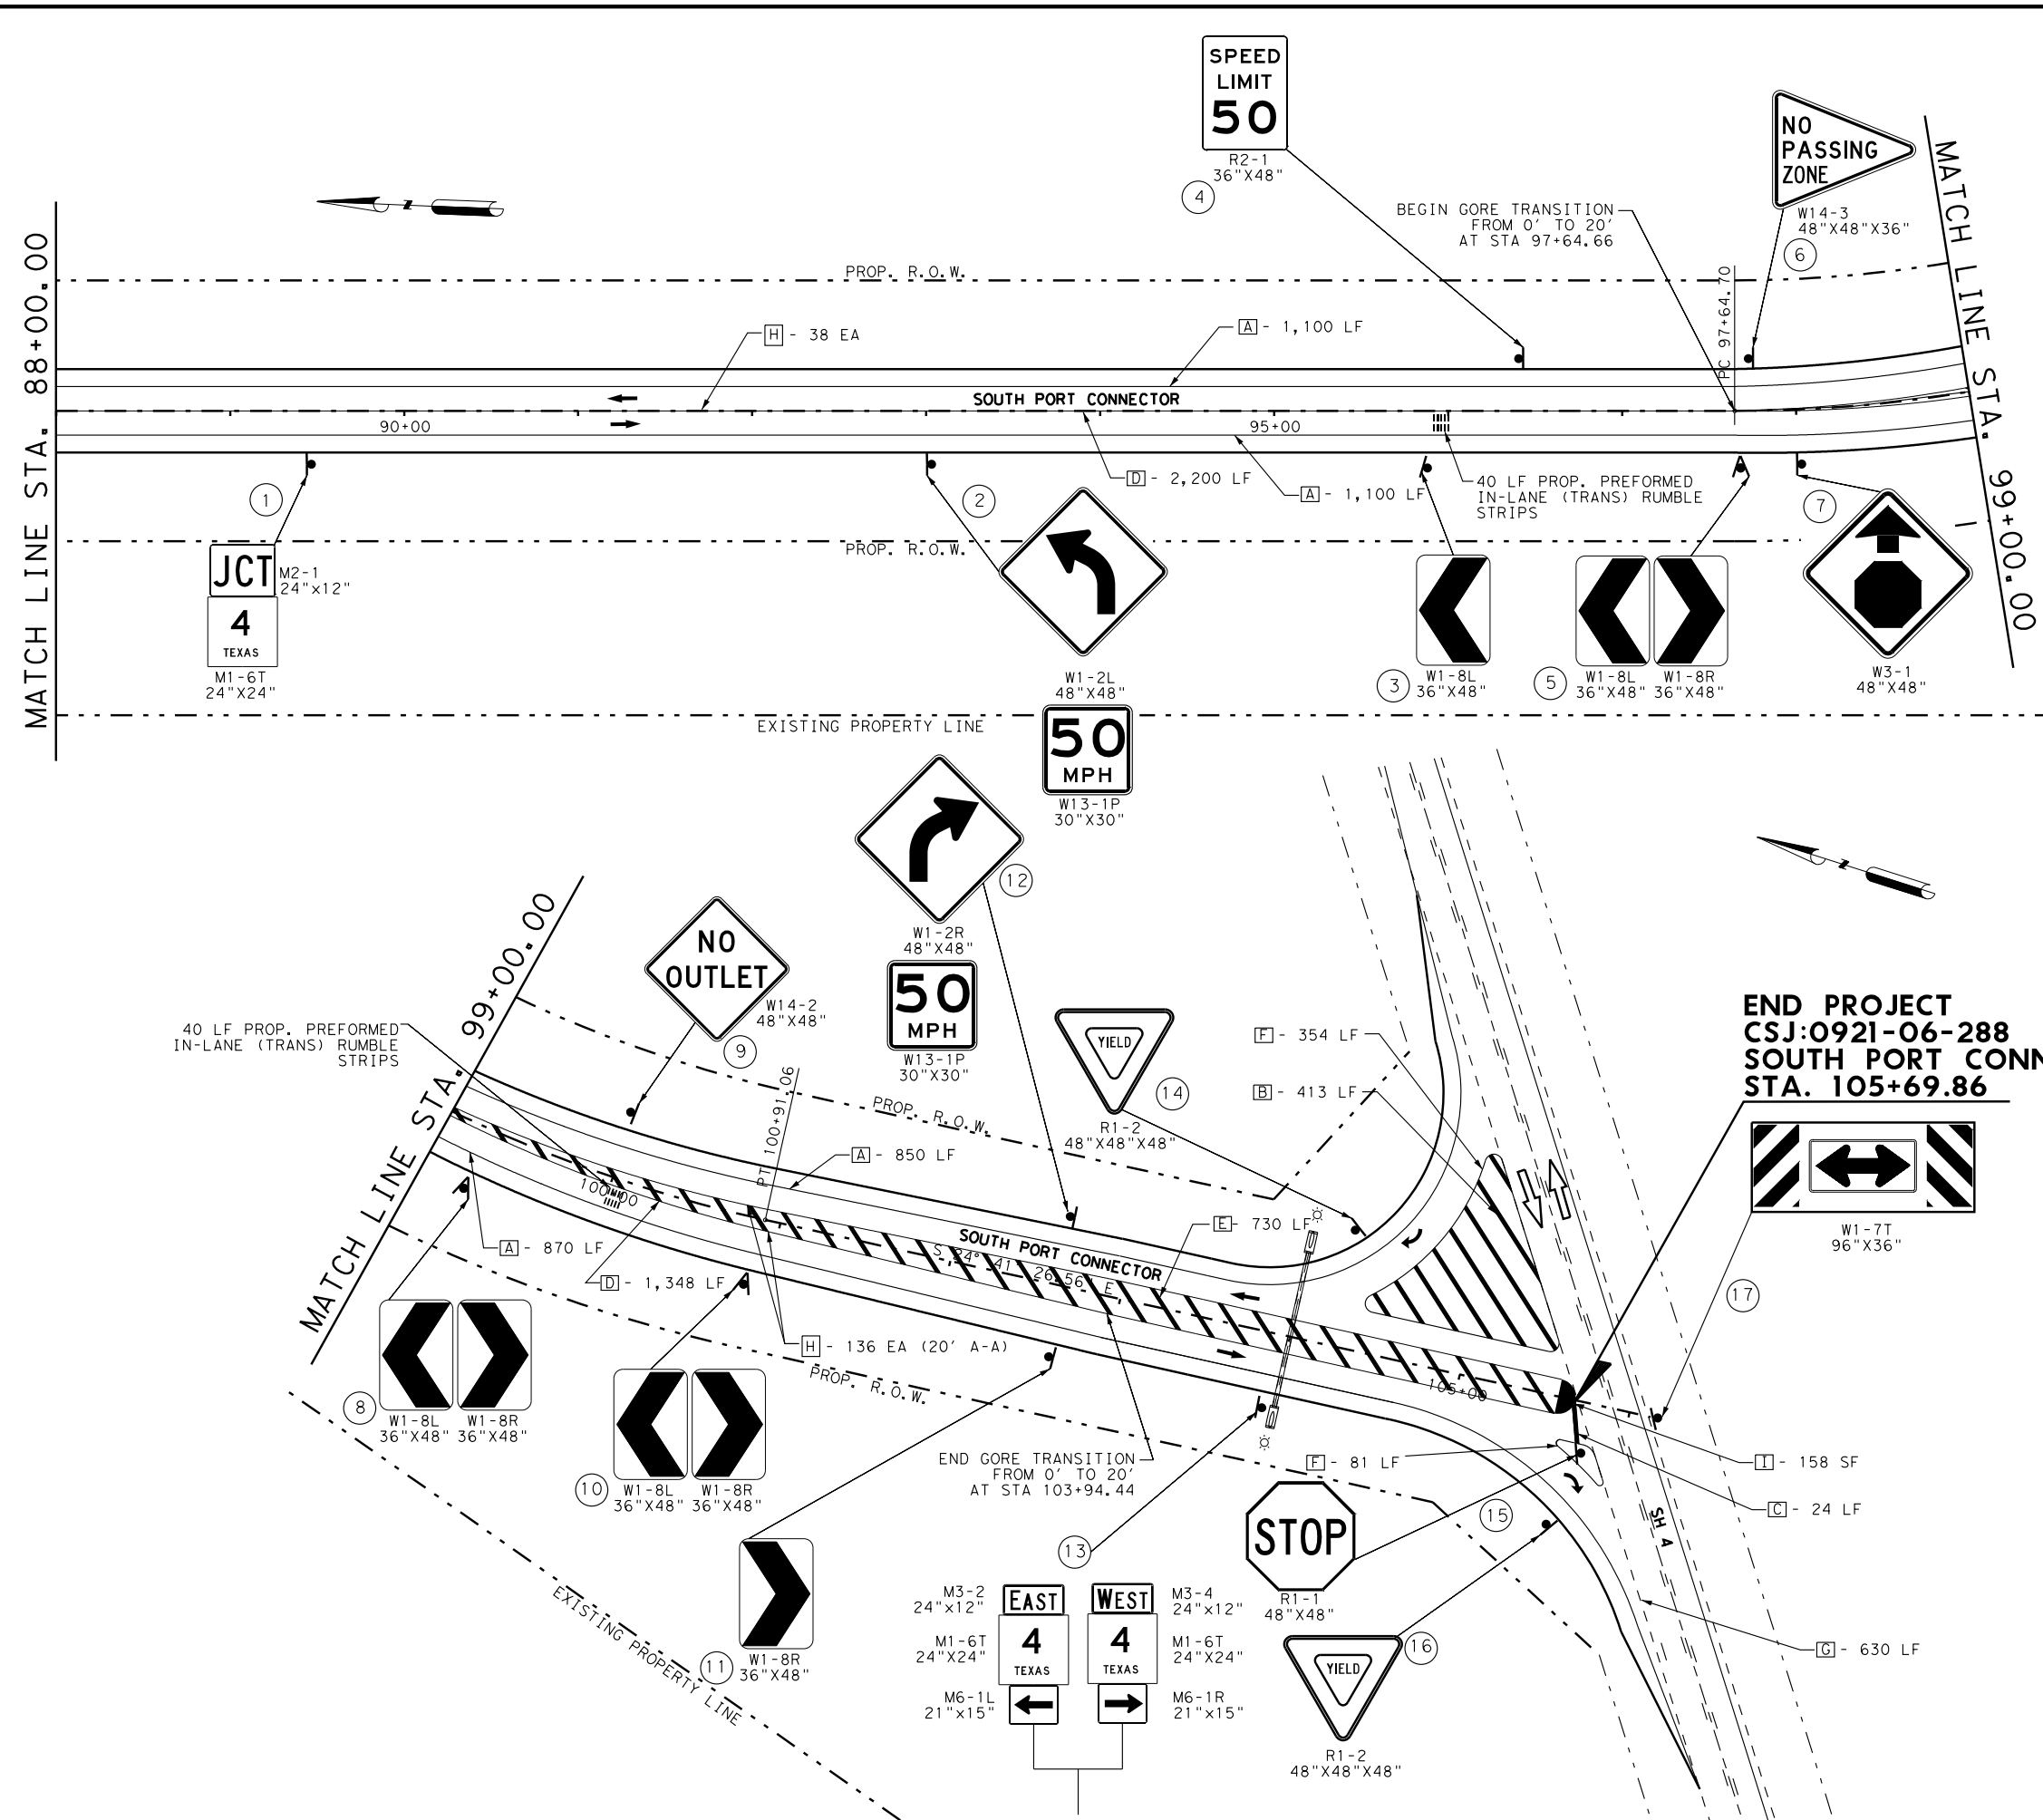 SPEED
LIMIT
50
R2-1
36"X48"
4
NO
PASSING
ZONE
W14-3
48"X48"X36"
6
BEGIN GORE TRANSITION
FROM 0' TO 20'
AT STA 97+64.66
MATCH LINE STA. 88+00.00
MATCH LINE STA. 99+00.00
N
PROP. R.O.W.
PC 97+64.70
H - 38 EA
A - 1,100 LF
SOUTH PORT CONNECTOR
90+00
95+00
D - 2,200 LF
A - 1,100 LF
40 LF PROP. PREFORMED
IN-LANE (TRANS) RUMBLE
STRIPS
1
2
7
PROP. R.O.W.
JCT
M2-1
24"x12"
4
TEXAS
M1-6T
24"X24"
W1-2L
48"X48"
50
MPH
W13-1P
30"X30"
3
W1-8L
36"X48"
5
W1-8L
36"X48"
W1-8R
36"X48"
W3-1
48"X48"
EXISTING PROPERTY LINE
12
W1-2R
48"X48"
50
MPH
W13-1P
30"X30"
N
MATCH LINE STA. 99+00.00
NO
OUTLET
W14-2
48"X48"
9
40 LF PROP. PREFORMED
IN-LANE (TRANS) RUMBLE
STRIPS
YIELD
14
R1-2
48"X48"X48"
F - 354 LF
B - 413 LF
END PROJECT
CSJ:0921-06-288
SOUTH PORT CONN
STA. 105+69.86
W1-7T
96"X36"
17
PROP. R.O.W.
PT 100+91.06
A - 850 LF
100+00
E - 730 LF
SOUTH PORT CONNECTOR
S 24° 41' 26.56" E
A - 870 LF
D - 1,348 LF
H - 136 EA (20' A-A)
PROP. R.O.W.
105+00
8
W1-8L
36"X48"
W1-8R
36"X48"
10
W1-8L
36"X48"
W1-8R
36"X48"
END GORE TRANSITION
FROM 0' TO 20'
AT STA 103+94.44
F - 81 LF
I - 158 SF
C - 24 LF
SH 4
13
STOP
15
R1-1
48"X48"
11
W1-8R
36"X48"
EXISTING PROPERTY LINE
M3-2
24"x12"
EAST
WEST
M3-4
24"x12"
M1-6T
24"X24"
4
TEXAS
4
TEXAS
M1-6T
24"X24"
M6-1L
21"x15"
M6-1R
21"x15"
YIELD
16
R1-2
48"X48"X48"
G - 630 LF